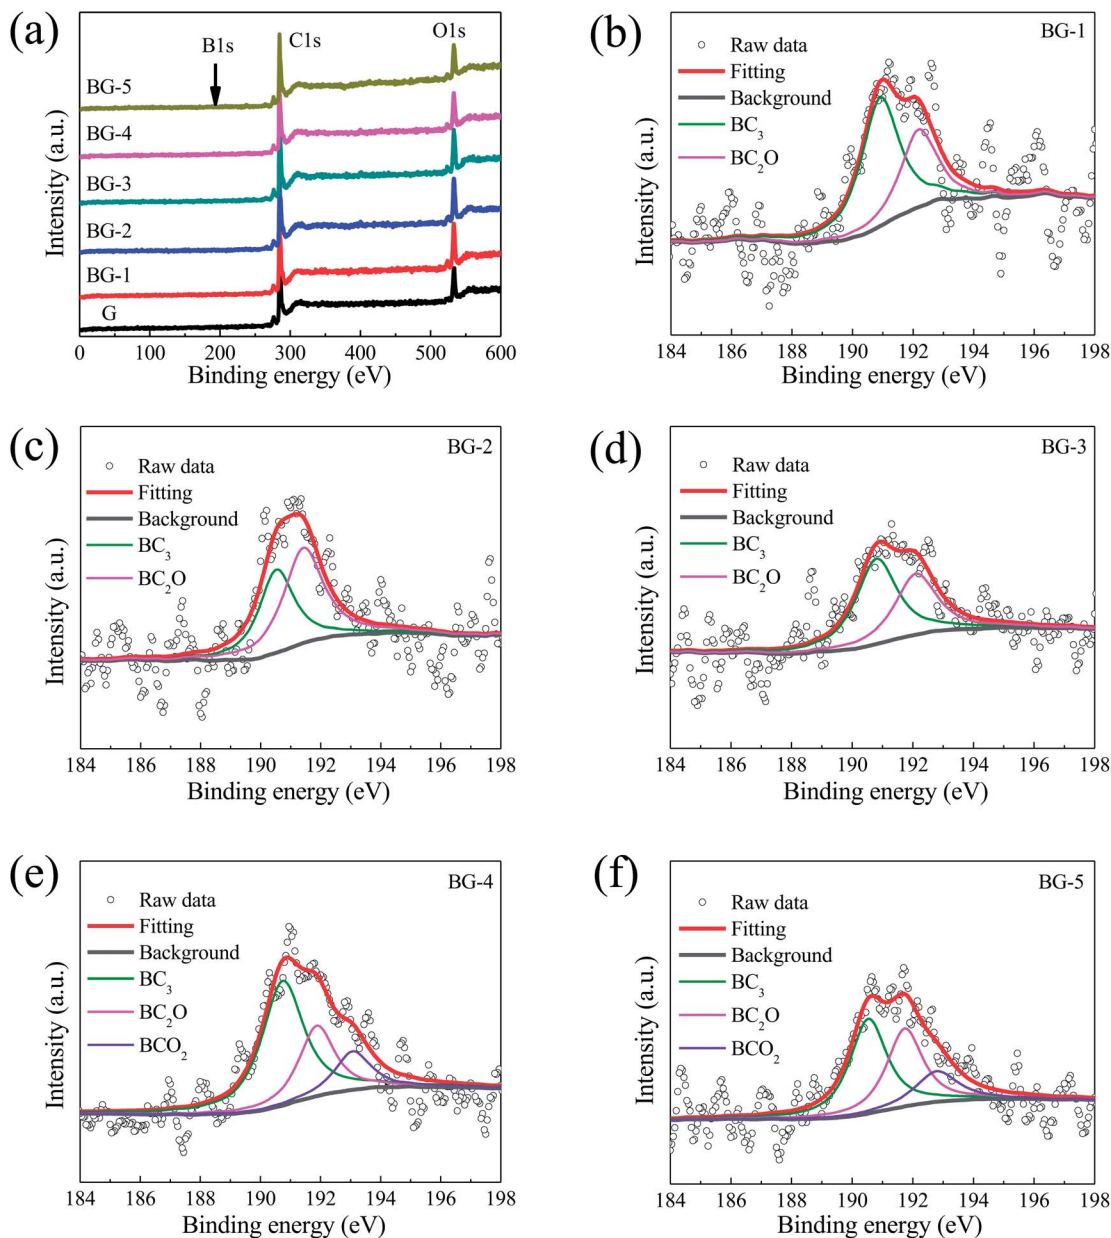 (a)
B1s
C1s
O1s
BG-5
BG-4
BG-3
BG-2
BG-1
G
Intensity (a.u.)
0 100 200 300 400 500 600
Binding energy (eV)
(b)
BG-1
Raw data
Fitting
Background
BC₃
BC₂O
Intensity (a.u.)
184 186 188 190 192 194 196 198
Binding energy (eV)
(c)
BG-2
Raw data
Fitting
Background
BC₃
BC₂O
Intensity (a.u.)
184 186 188 190 192 194 196 198
Binding energy (eV)
(d)
BG-3
Raw data
Fitting
Background
BC₃
BC₂O
Intensity (a.u.)
184 186 188 190 192 194 196 198
Binding energy (eV)
(e)
BG-4
Raw data
Fitting
Background
BC₃
BC₂O
BCO₂
Intensity (a.u.)
184 186 188 190 192 194 196 198
Binding energy (eV)
(f)
BG-5
Raw data
Fitting
Background
BC₃
BC₂O
BCO₂
Intensity (a.u.)
184 186 188 190 192 194 196 198
Binding energy (eV)